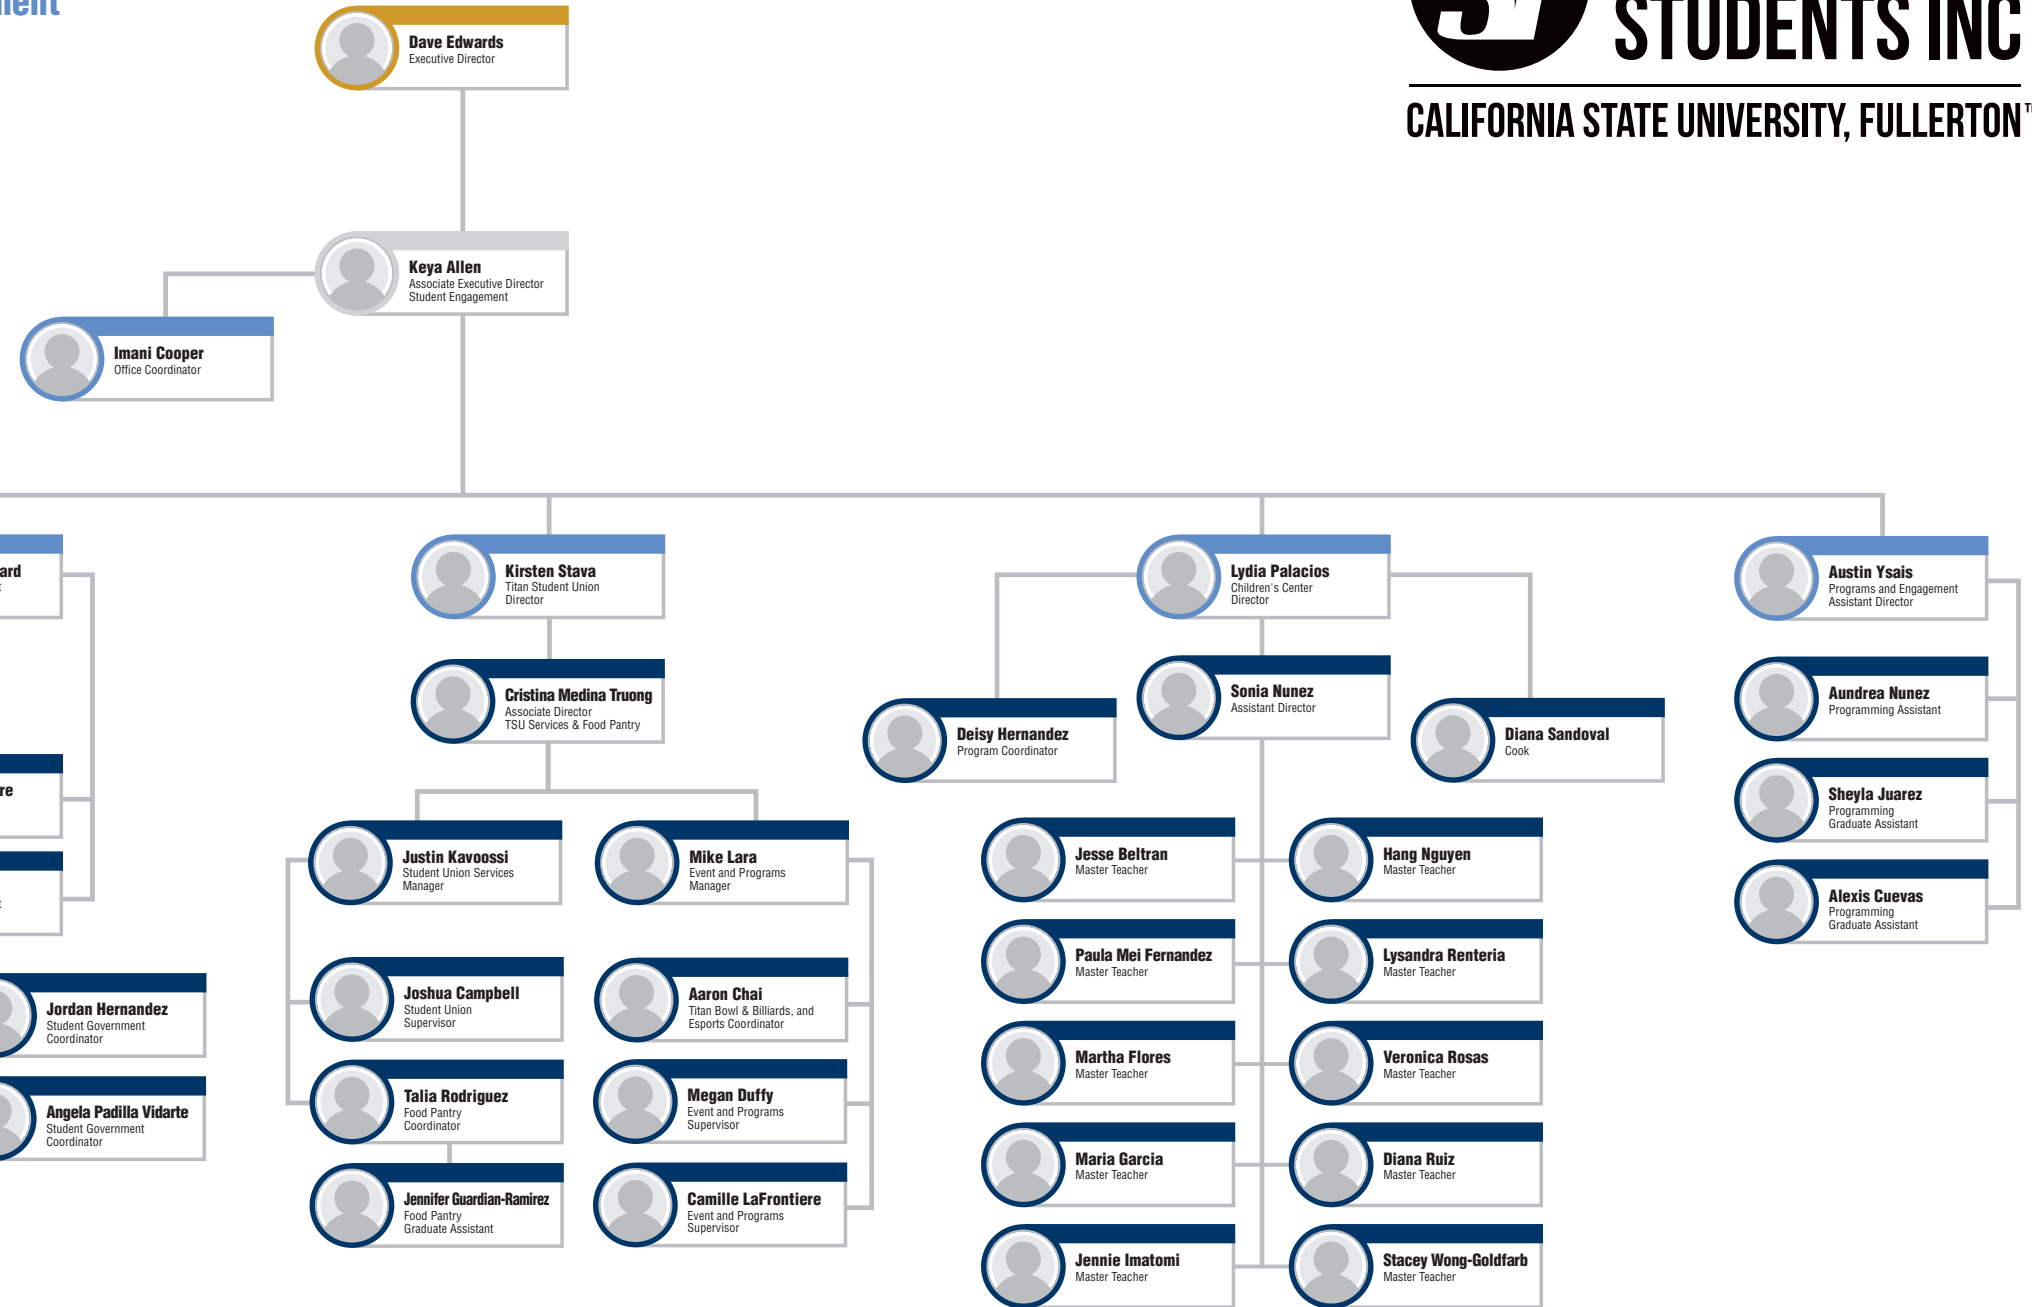 STUDENTS INC
CALIFORNIA STATE UNIVERSITY, FULLERTON
Dave Edwards
Executive Director
Keya Allen
Associate Executive Director
Student Engagement
Imani Cooper
Office Coordinator
Kirsten Stava
Titan Student Union
Director
Cristina Medina Truong
Associate Director
TSU Services & Food Pantry
Justin Kavoossi
Student Union Services
Manager
Joshua Campbell
Student Union
Supervisor
Talia Rodriguez
Food Pantry
Coordinator
Jennifer Guardian-Ramirez
Food Pantry
Graduate Assistant
Mike Lara
Event and Programs
Manager
Aaron Chai
Titan Bowl & Billiards, and
Esports Coordinator
Megan Duffy
Event and Programs
Supervisor
Camille LaFrontiere
Event and Programs
Supervisor
Jordan Hernandez
Student Government
Coordinator
Angela Padilla Vidarte
Student Government
Coordinator
Lydia Palacios
Children's Center
Director
Deisy Hernandez
Program Coordinator
Sonia Nunez
Assistant Director
Diana Sandoval
Cook
Jesse Beltran
Master Teacher
Hang Nguyen
Master Teacher
Paula Mei Fernandez
Master Teacher
Lysandra Renteria
Master Teacher
Martha Flores
Master Teacher
Veronica Rosas
Master Teacher
Maria Garcia
Master Teacher
Diana Ruiz
Master Teacher
Jennie Imatomi
Master Teacher
Stacey Wong-Goldfarb
Master Teacher
Austin Ysais
Programs and Engagement
Assistant Director
Aundrea Nunez
Programming Assistant
Sheyla Juarez
Programming
Graduate Assistant
Alexis Cuevas
Programming
Graduate Assistant